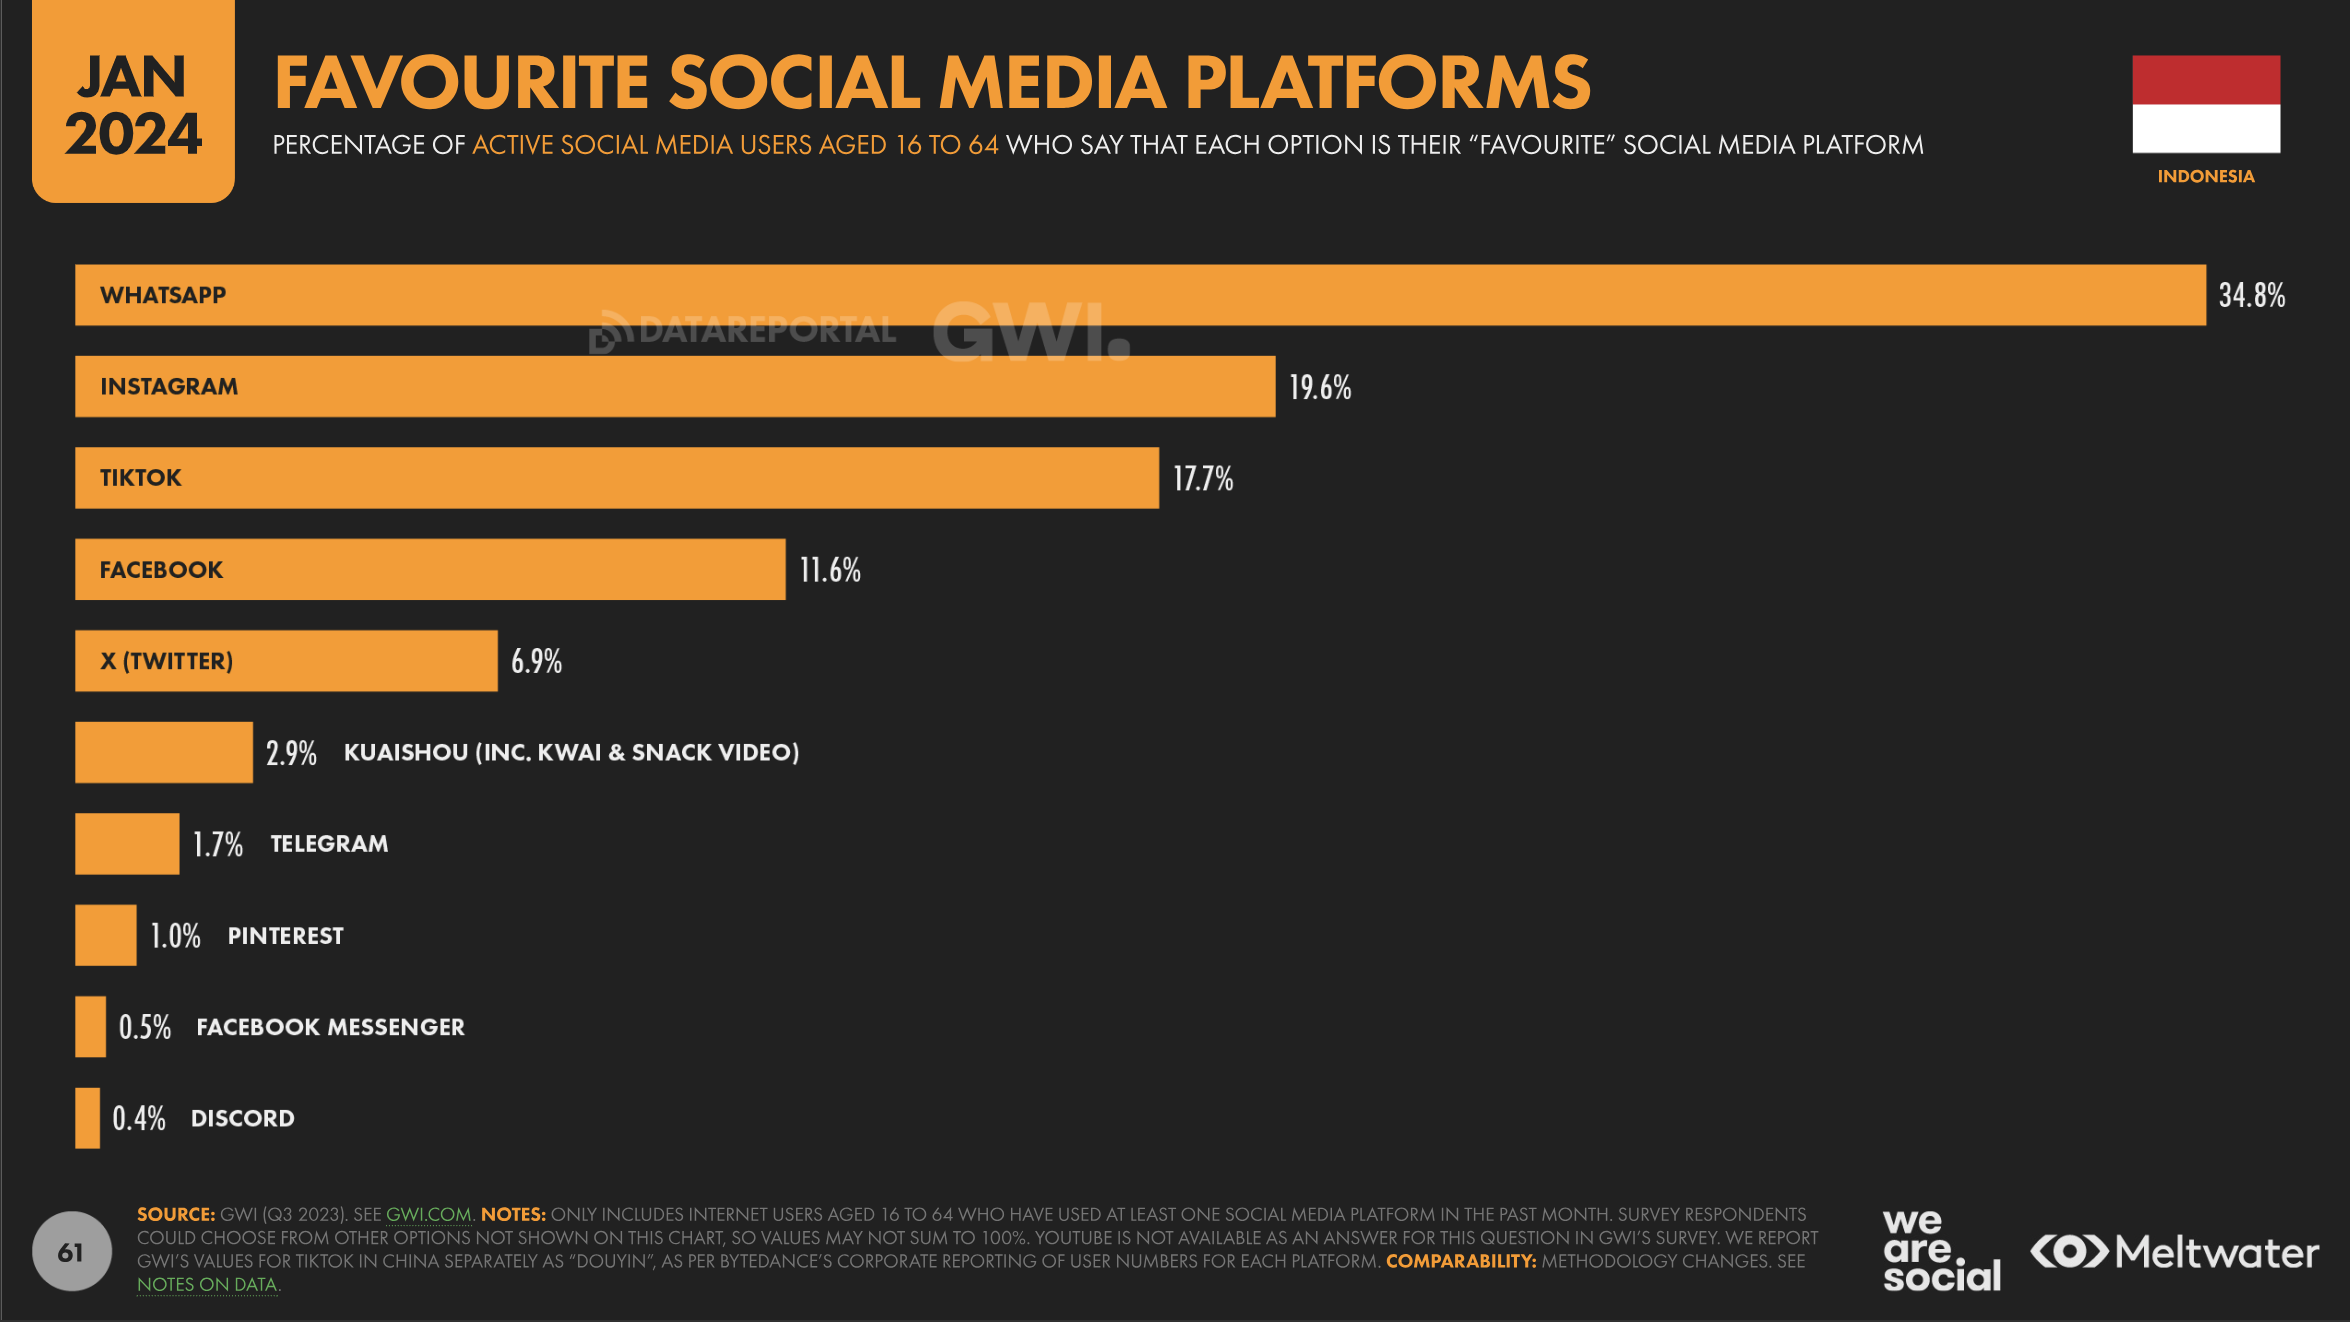 JAN
2024
FAVOURITE SOCIAL MEDIA PLATFORMS
PERCENTAGE OF ACTIVE SOCIAL MEDIA USERS AGED 16 TO 64 WHO SAY THAT EACH OPTION IS THEIR “FAVOURITE” SOCIAL MEDIA PLATFORM
INDONESIA
WHATSAPP 34.8%
DATAREPORTAL GWI.
INSTAGRAM 19.6%
TIKTOK 17.7%
FACEBOOK 11.6%
X (TWITTER) 6.9%
2.9% KUAISHOU (INC. KWAI & SNACK VIDEO)
1.7% TELEGRAM
1.0% PINTEREST
0.5% FACEBOOK MESSENGER
0.4% DISCORD
61
SOURCE: GWI (Q3 2023). SEE GWI.COM. NOTES: ONLY INCLUDES INTERNET USERS AGED 16 TO 64 WHO HAVE USED AT LEAST ONE SOCIAL MEDIA PLATFORM IN THE PAST MONTH. SURVEY RESPONDENTS
COULD CHOOSE FROM OTHER OPTIONS NOT SHOWN ON THIS CHART, SO VALUES MAY NOT SUM TO 100%. YOUTUBE IS NOT AVAILABLE AS AN ANSWER FOR THIS QUESTION IN GWI’S SURVEY. WE REPORT
GWI’S VALUES FOR TIKTOK IN CHINA SEPARATELY AS “DOUYIN”, AS PER BYTEDANCE’S CORPORATE REPORTING OF USER NUMBERS FOR EACH PLATFORM. COMPARABILITY: METHODOLOGY CHANGES. SEE
NOTES ON DATA.
we
are
social
Meltwater